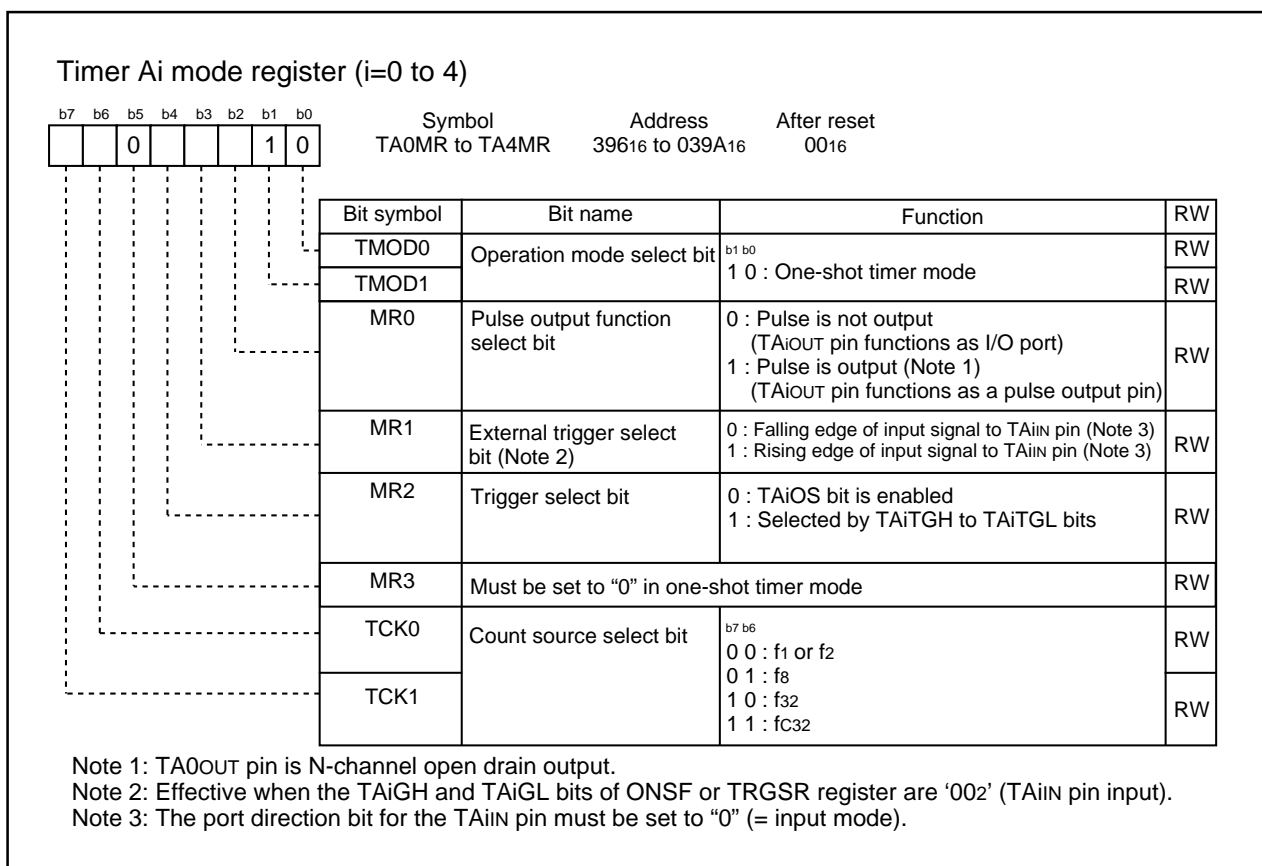 Timer Ai mode register (i=0 to 4)
b7 b6 b5 b4 b3 b2 b1 b0
0 1 0
Symbol Address After reset
TA0MR to TA4MR 39616 to 039A16 0016
Bit symbol Bit name Function RW
TMOD0 Operation mode select bit b1 b0 RW
1 0 : One-shot timer mode
TMOD1 RW
MR0 Pulse output function select bit 0 : Pulse is not output
(TAiOUT pin functions as I/O port)
1 : Pulse is output (Note 1)
(TAiOUT pin functions as a pulse output pin) RW
MR1 External trigger select bit (Note 2) 0 : Falling edge of input signal to TAiIN pin (Note 3)
1 : Rising edge of input signal to TAiIN pin (Note 3) RW
MR2 Trigger select bit 0 : TAiOS bit is enabled
1 : Selected by TAiTGH to TAiTGL bits RW
MR3 Must be set to “0” in one-shot timer mode RW
TCK0 Count source select bit b7 b6 RW
0 0 : f1 or f2
0 1 : f8
TCK1 1 0 : f32 RW
1 1 : fC32
Note 1: TA0OUT pin is N-channel open drain output.
Note 2: Effective when the TAiGH and TAiGL bits of ONSF or TRGSR register are ‘002’ (TAiIN pin input).
Note 3: The port direction bit for the TAiIN pin must be set to “0” (= input mode).